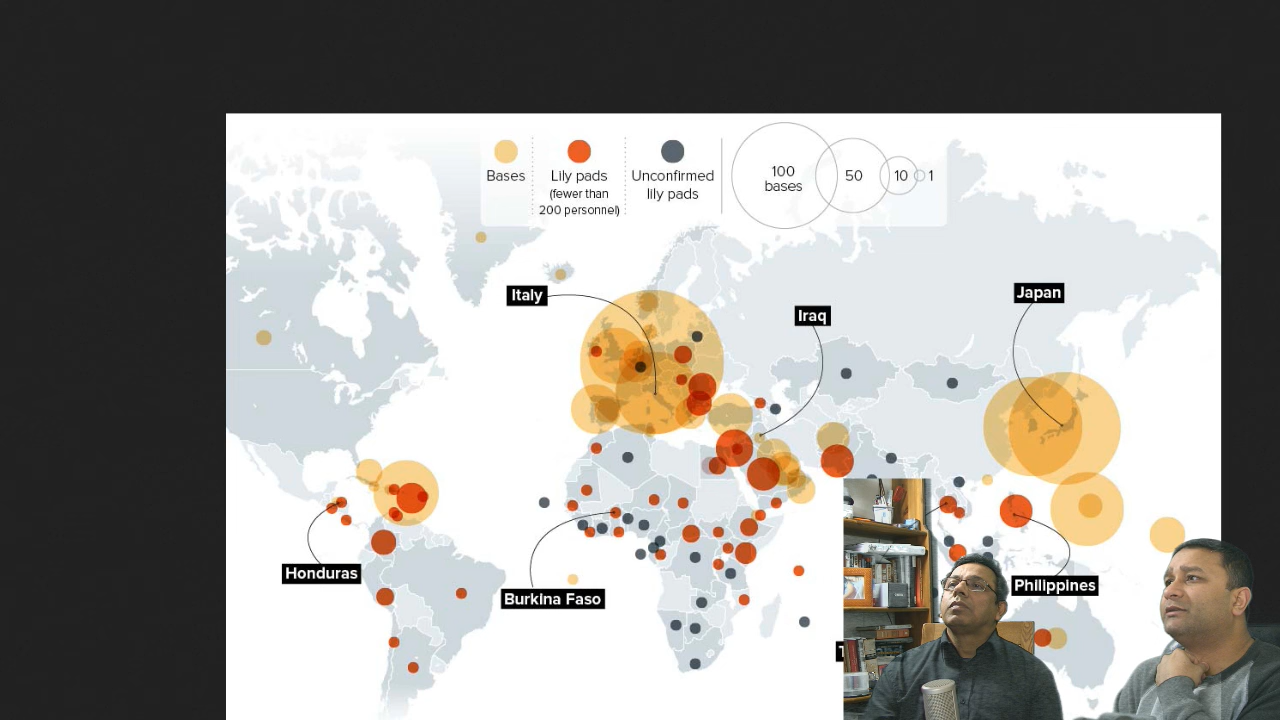 Bases
Lily pads
(fewer than
200 personnel)
Unconfirmed
lily pads
100
bases
50
10
1
Italy
Iraq
Japan
Honduras
Burkina Faso
Philippines